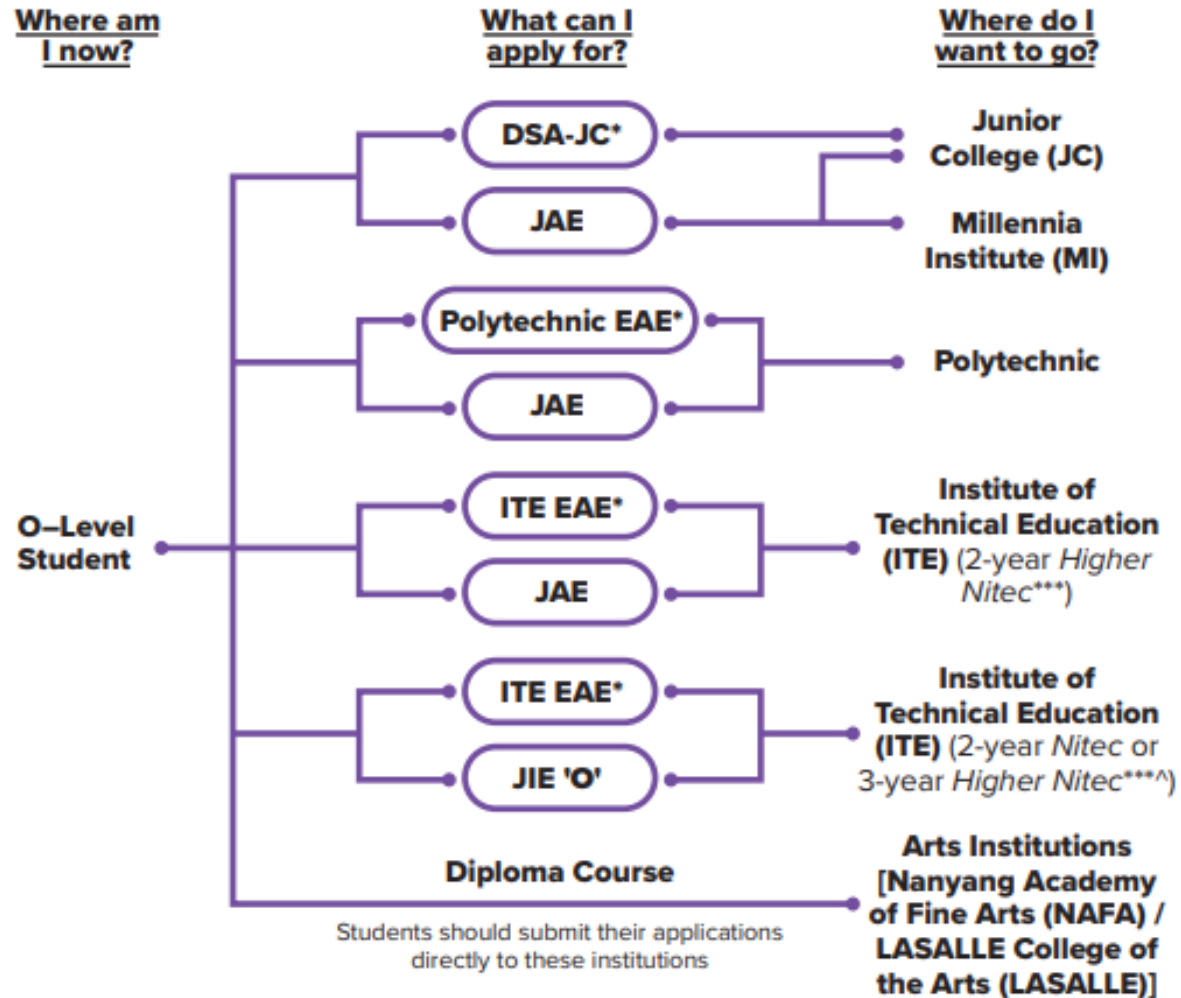 Where am
I now?
What can I
apply for?
Where do I
want to go?
DSA-JC*
Junior
College (JC)
JAE
Millennia
Institute (MI)
Polytechnic EAE*
Polytechnic
JAE
O–Level
Student
ITE EAE*
JAE
Institute of
Technical Education
(ITE) (2-year Higher
Nitec***)
ITE EAE*
JIE 'O'
Institute of
Technical Education
(ITE) (2-year Nitec or
3-year Higher Nitec***^)
Diploma Course
Students should submit their applications
directly to these institutions
Arts Institutions
[Nanyang Academy
of Fine Arts (NAFA) /
LASALLE College of
the Arts (LASALLE)]